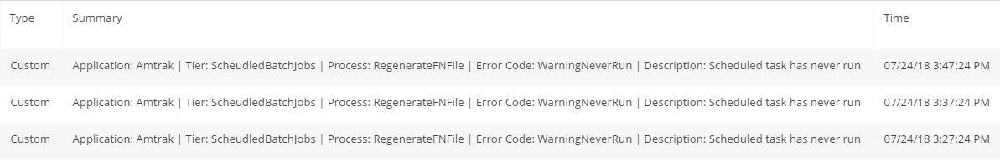 Type Summary Time
Custom Application: Amtrak | Tier: ScheudledBatchJobs | Process: RegenerateFNFile | Error Code: WarningNeverRun | Description: Scheduled task has never run 07/24/18 3:47:24 PM
Custom Application: Amtrak | Tier: ScheudledBatchJobs | Process: RegenerateFNFile | Error Code: WarningNeverRun | Description: Scheduled task has never run 07/24/18 3:37:24 PM
Custom Application: Amtrak | Tier: ScheudledBatchJobs | Process: RegenerateFNFile | Error Code: WarningNeverRun | Description: Scheduled task has never run 07/24/18 3:27:24 PM